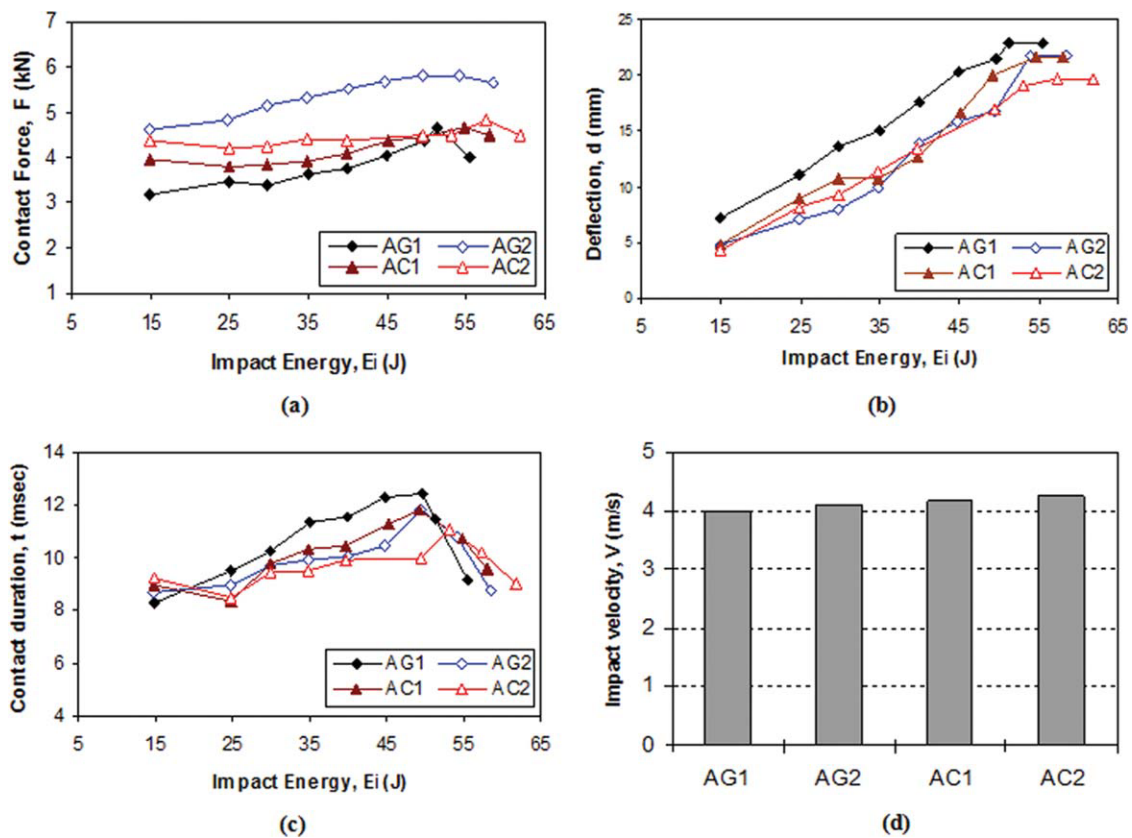 Contact Force, F (kN)
7
6
5
4
3
2
1
AG1 AG2
AC1 AC2
5 15 25 35 45 55 65
Impact Energy, Ei (J)
(a)
Deflection, d (mm)
25
20
15
10
5
0
AG1 AG2
AC1 AC2
5 15 25 35 45 55 65
Impact Energy, Ei (J)
(b)
Contact duration, t (msec)
14
12
10
8
6
4
AG1 AG2
AC1 AC2
5 15 25 35 45 55 65
Impact Energy, Ei (J)
(c)
Impact velocity, V (m/s)
5
4
3
2
1
0
AG1 AG2 AC1 AC2
(d)